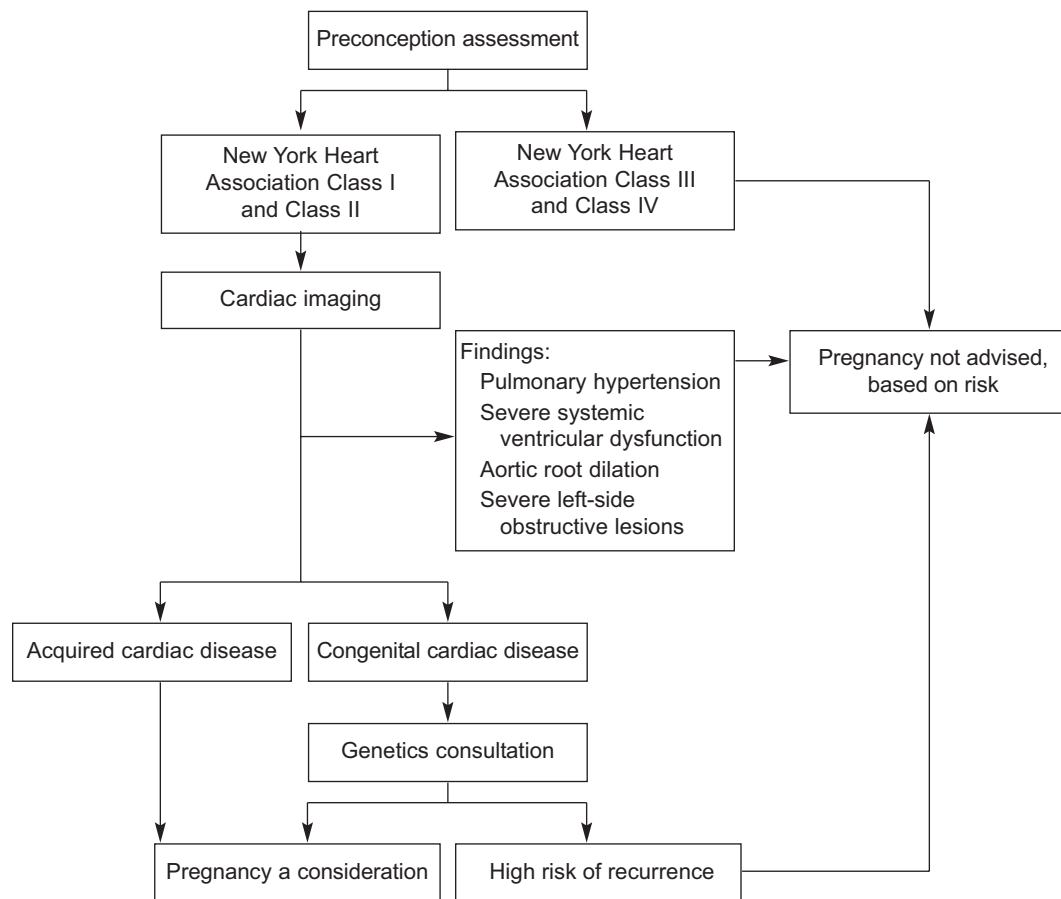 Preconception assessment
New York Heart
Association Class I
and Class II
New York Heart
Association Class III
and Class IV
Cardiac imaging
Findings:
Pulmonary hypertension
Severe systemic
ventricular dysfunction
Aortic root dilation
Severe left-side
obstructive lesions
Pregnancy not advised,
based on risk
Acquired cardiac disease
Congenital cardiac disease
Genetics consultation
Pregnancy a consideration
High risk of recurrence